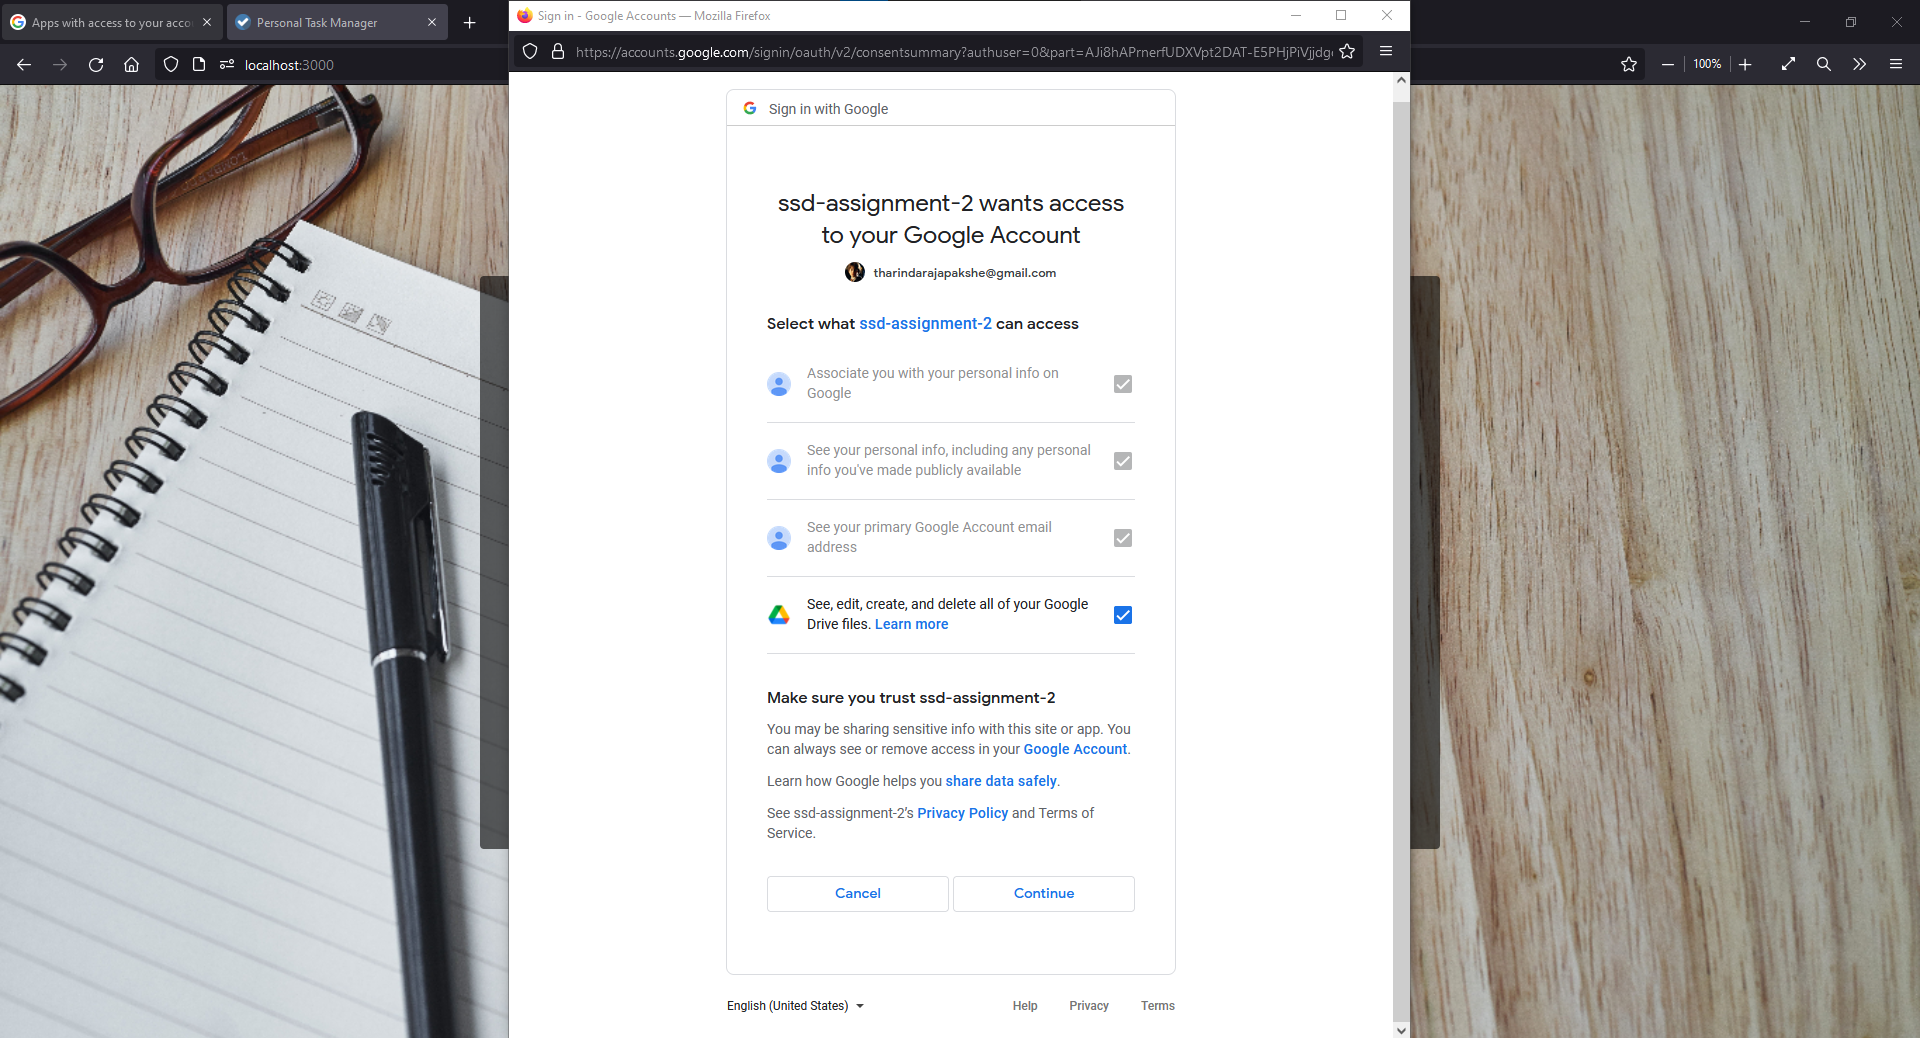 Apps with access to your acco
Personal Task Manager
Sign in - Google Accounts — Mozilla Firefox
localhost:3000
https://accounts.google.com/signin/oauth/v2/consentsummary?authuser=0&part=AJi8hAPrnerfUDXVpt2DAT-E5PHjPiVjjdg
100%
Sign in with Google
ssd-assignment-2 wants access
to your Google Account
tharindarajapakshe@gmail.com
Select what ssd-assignment-2 can access
Associate you with your personal info on
Google
See your personal info, including any personal
info you've made publicly available
See your primary Google Account email
address
See, edit, create, and delete all of your Google
Drive files. Learn more
Make sure you trust ssd-assignment-2
You may be sharing sensitive info with this site or app. You
can always see or remove access in your Google Account.
Learn how Google helps you share data safely.
See ssd-assignment-2's Privacy Policy and Terms of
Service.
Cancel
Continue
English (United States)
Help
Privacy
Terms